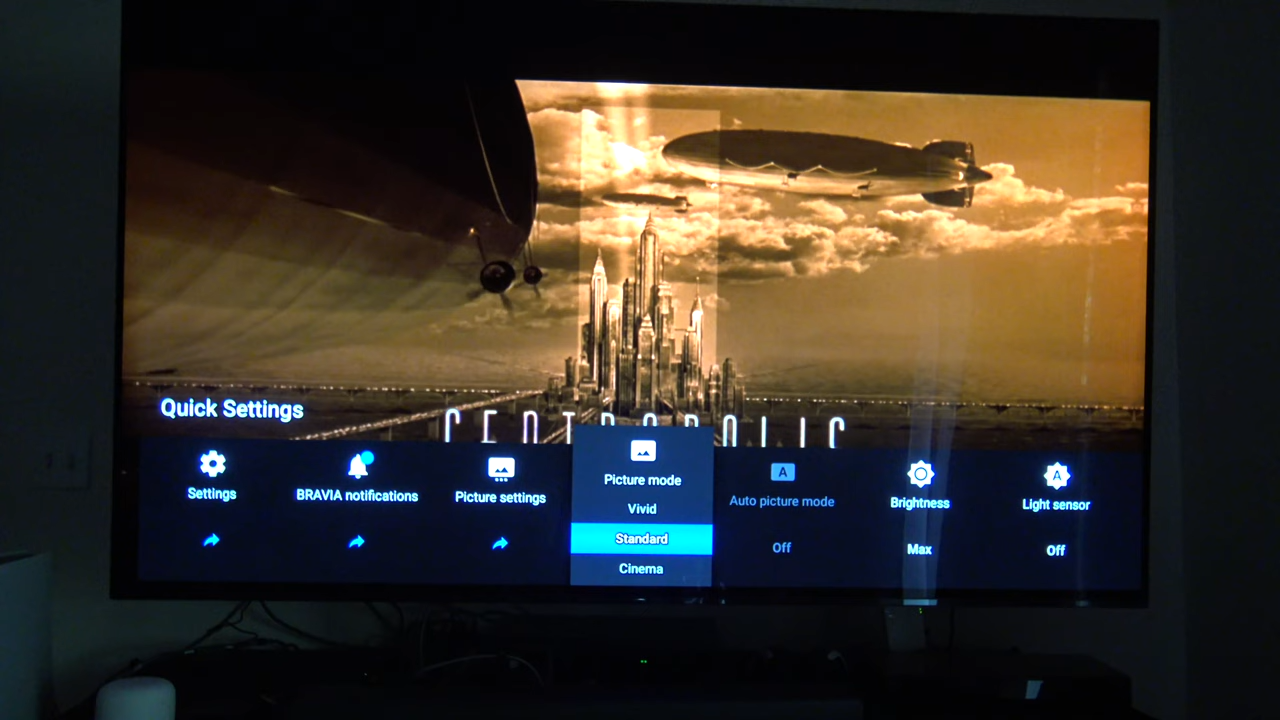 CENTROPOLIS
Quick Settings
Settings
BRAVIA notifications
Picture settings
Picture mode
Vivid
Standard
Cinema
A
Auto picture mode
Off
Brightness
Max
A
Light sensor
Off